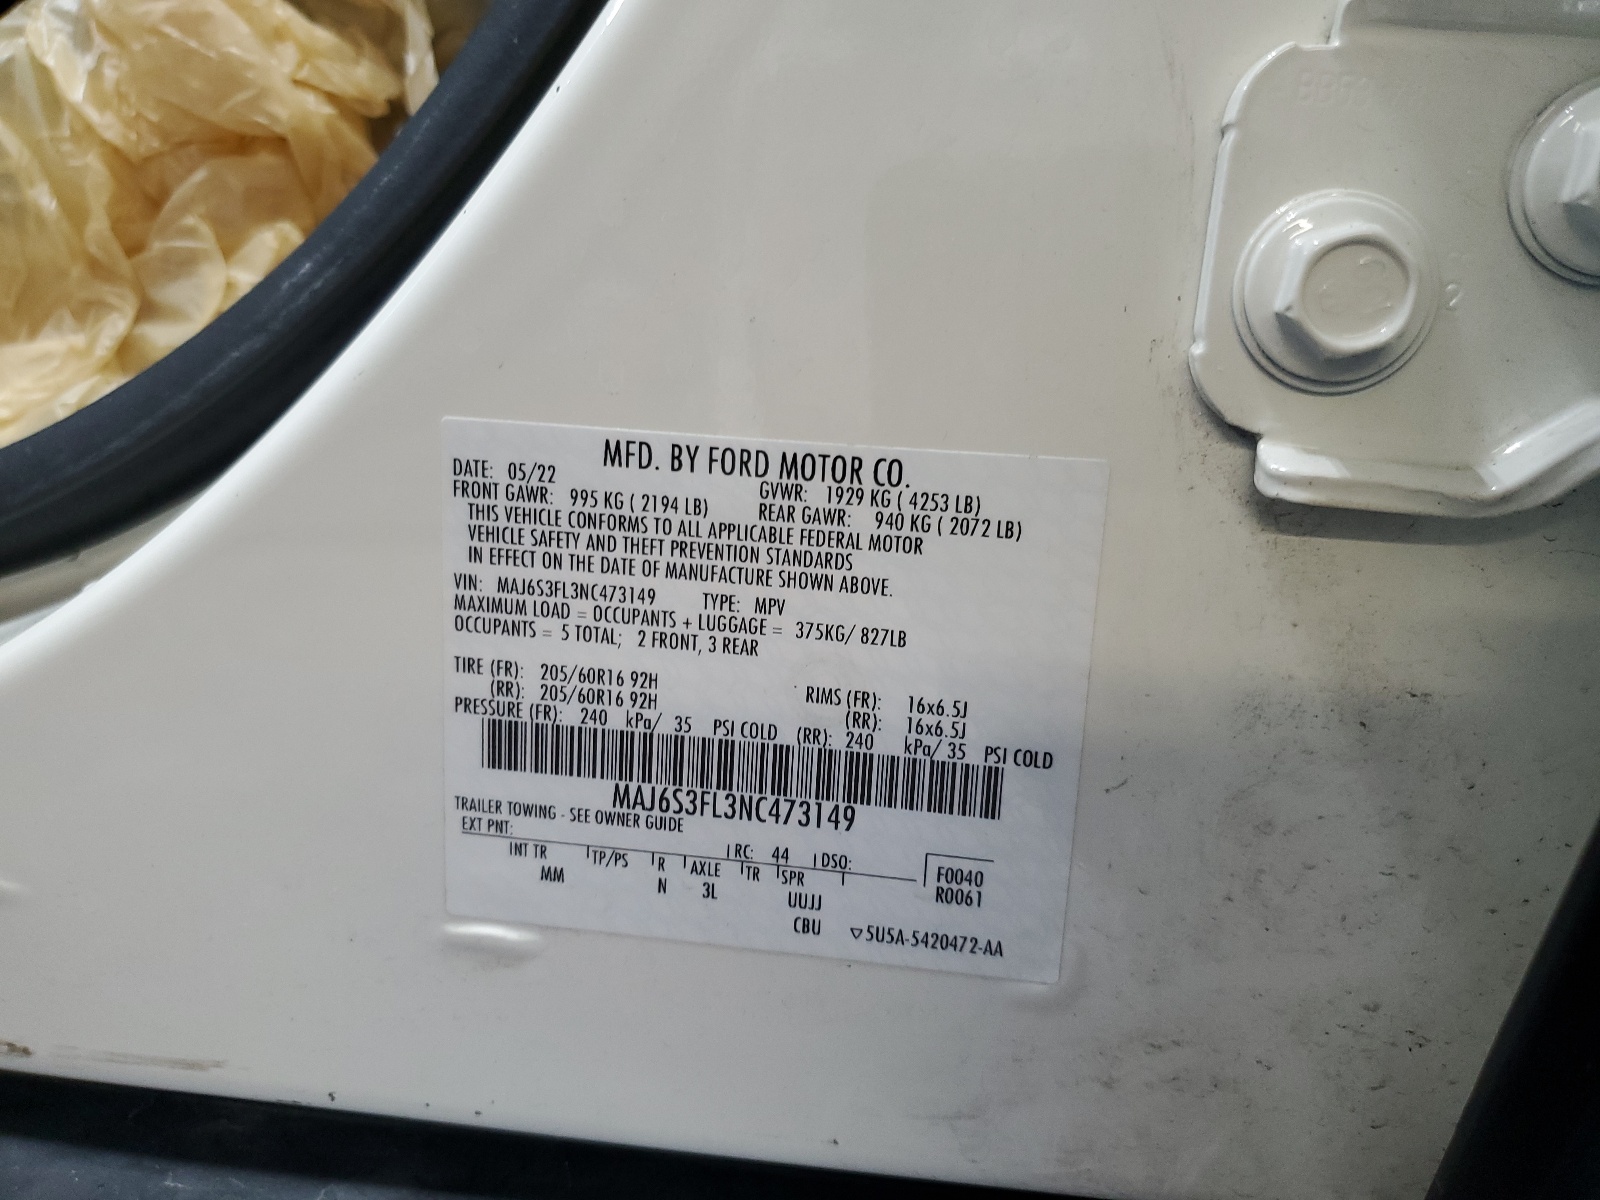 MFD. BY FORD MOTOR CO.
DATE: 05/22 GVWR: 1929 KG ( 4253 LB)
FRONT GAWR: 995 KG ( 2194 LB) REAR GAWR: 940 KG ( 2072 LB)
THIS VEHICLE CONFORMS TO ALL APPLICABLE FEDERAL MOTOR
VEHICLE SAFETY AND THEFT PREVENTION STANDARDS
IN EFFECT ON THE DATE OF MANUFACTURE SHOWN ABOVE.
VIN: MAJ6S3FL3NC473149 TYPE: MPV
MAXIMUM LOAD = OCCUPANTS + LUGGAGE = 375KG/ 827LB
OCCUPANTS = 5 TOTAL; 2 FRONT, 3 REAR
TIRE (FR): 205/60R16 92H RIMS (FR): 16x6.5J
(RR): 205/60R16 92H (RR): 16x6.5J
PRESSURE (FR): 240 kPa/ 35 PSI COLD (RR): 240 kPa/ 35 PSI COLD
MAJ6S3FL3NC473149
TRAILER TOWING - SEE OWNER GUIDE
EXT PNT: RC: 44 DSO: F0040
INT TR TP/PS R AXLE TR SPR R0061
MM N 3L UUJJ
CBU ▽5U5A-5420472-AA